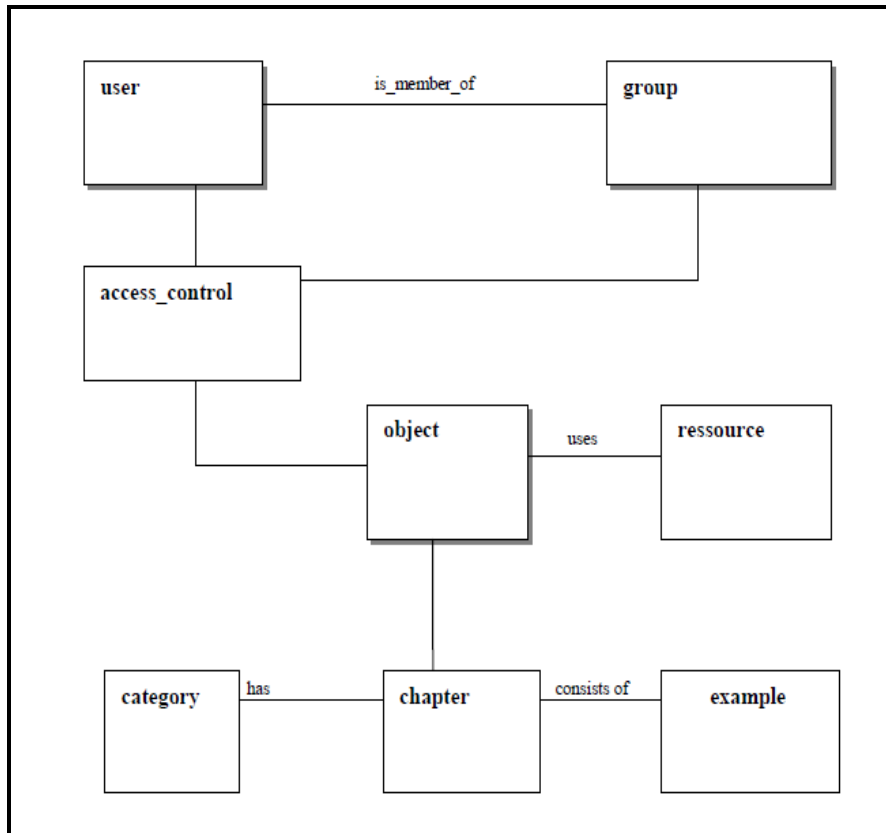 user
is_member_of
group
access_control
object
uses
ressource
category
has
chapter
consists of
example